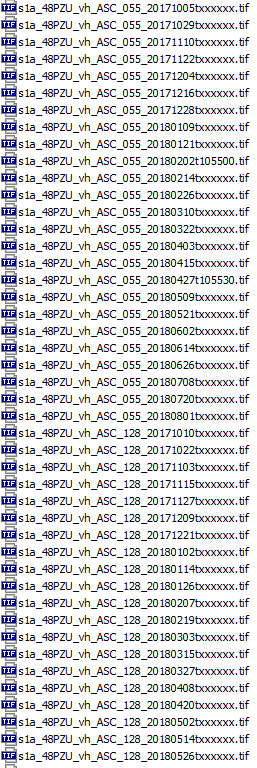 s1a_48PZU_vh_ASC_055_20171005txxxxxx.tif
s1a_48PZU_vh_ASC_055_20171029txxxxxx.tif
s1a_48PZU_vh_ASC_055_20171110txxxxxx.tif
s1a_48PZU_vh_ASC_055_20171122txxxxxx.tif
s1a_48PZU_vh_ASC_055_20171204txxxxxx.tif
s1a_48PZU_vh_ASC_055_20171216txxxxxx.tif
s1a_48PZU_vh_ASC_055_20171228txxxxxx.tif
s1a_48PZU_vh_ASC_055_20180109txxxxxx.tif
s1a_48PZU_vh_ASC_055_20180121txxxxxx.tif
s1a_48PZU_vh_ASC_055_20180202t105500.tif
s1a_48PZU_vh_ASC_055_20180214txxxxxx.tif
s1a_48PZU_vh_ASC_055_20180226txxxxxx.tif
s1a_48PZU_vh_ASC_055_20180310txxxxxx.tif
s1a_48PZU_vh_ASC_055_20180322txxxxxx.tif
s1a_48PZU_vh_ASC_055_20180403txxxxxx.tif
s1a_48PZU_vh_ASC_055_20180415txxxxxx.tif
s1a_48PZU_vh_ASC_055_20180427t105530.tif
s1a_48PZU_vh_ASC_055_20180509txxxxxx.tif
s1a_48PZU_vh_ASC_055_20180521txxxxxx.tif
s1a_48PZU_vh_ASC_055_20180602txxxxxx.tif
s1a_48PZU_vh_ASC_055_20180614txxxxxx.tif
s1a_48PZU_vh_ASC_055_20180626txxxxxx.tif
s1a_48PZU_vh_ASC_055_20180708txxxxxx.tif
s1a_48PZU_vh_ASC_055_20180720txxxxxx.tif
s1a_48PZU_vh_ASC_055_20180801txxxxxx.tif
s1a_48PZU_vh_ASC_128_20171010txxxxxx.tif
s1a_48PZU_vh_ASC_128_20171022txxxxxx.tif
s1a_48PZU_vh_ASC_128_20171103txxxxxx.tif
s1a_48PZU_vh_ASC_128_20171115txxxxxx.tif
s1a_48PZU_vh_ASC_128_20171127txxxxxx.tif
s1a_48PZU_vh_ASC_128_20171209txxxxxx.tif
s1a_48PZU_vh_ASC_128_20171221txxxxxx.tif
s1a_48PZU_vh_ASC_128_20180102txxxxxx.tif
s1a_48PZU_vh_ASC_128_20180114txxxxxx.tif
s1a_48PZU_vh_ASC_128_20180126txxxxxx.tif
s1a_48PZU_vh_ASC_128_20180207txxxxxx.tif
s1a_48PZU_vh_ASC_128_20180219txxxxxx.tif
s1a_48PZU_vh_ASC_128_20180303txxxxxx.tif
s1a_48PZU_vh_ASC_128_20180315txxxxxx.tif
s1a_48PZU_vh_ASC_128_20180327txxxxxx.tif
s1a_48PZU_vh_ASC_128_20180408txxxxxx.tif
s1a_48PZU_vh_ASC_128_20180420txxxxxx.tif
s1a_48PZU_vh_ASC_128_20180502txxxxxx.tif
s1a_48PZU_vh_ASC_128_20180514txxxxxx.tif
s1a_48PZU_vh_ASC_128_20180526txxxxxx.tif